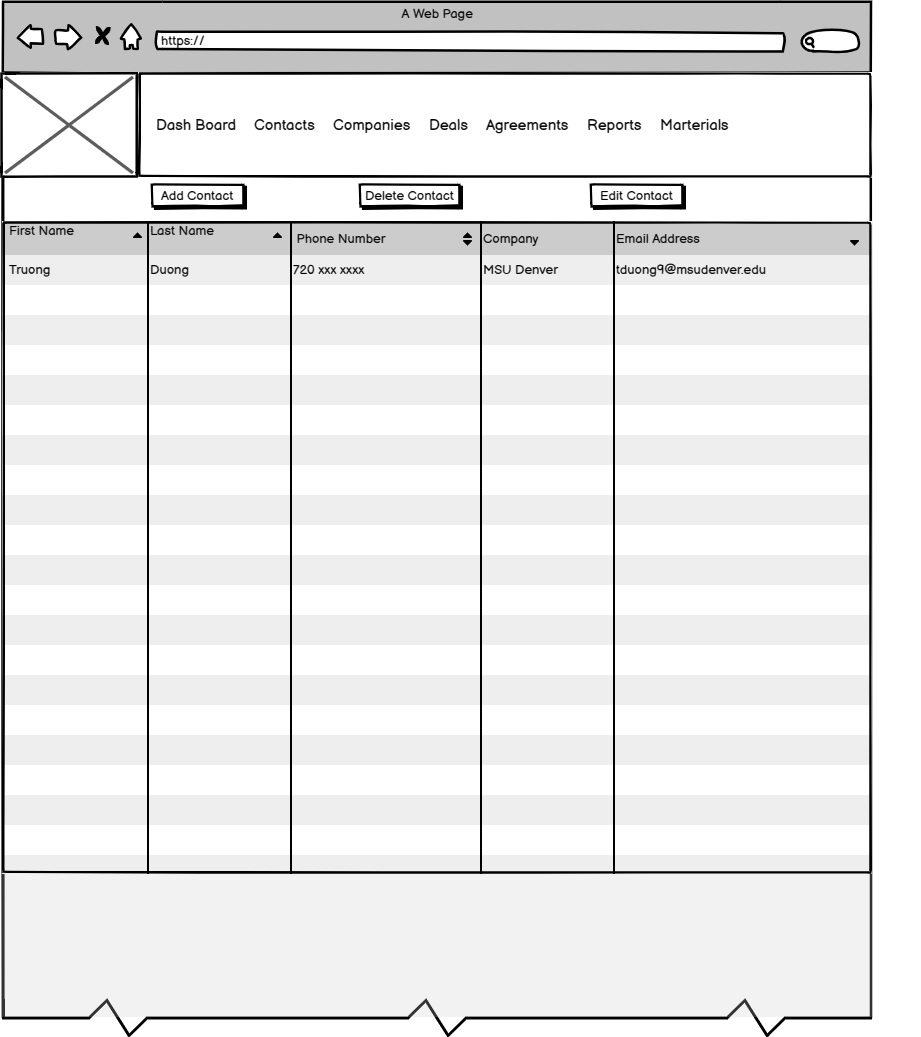 A Web Page
https://
Dash Board Contacts Companies Deals Agreements Reports Marterials
Add Contact Delete Contact Edit Contact
First Name Last Name Phone Number Company Email Address
Truong Duong 720 xxx xxxx MSU Denver tduong9@msudenver.edu